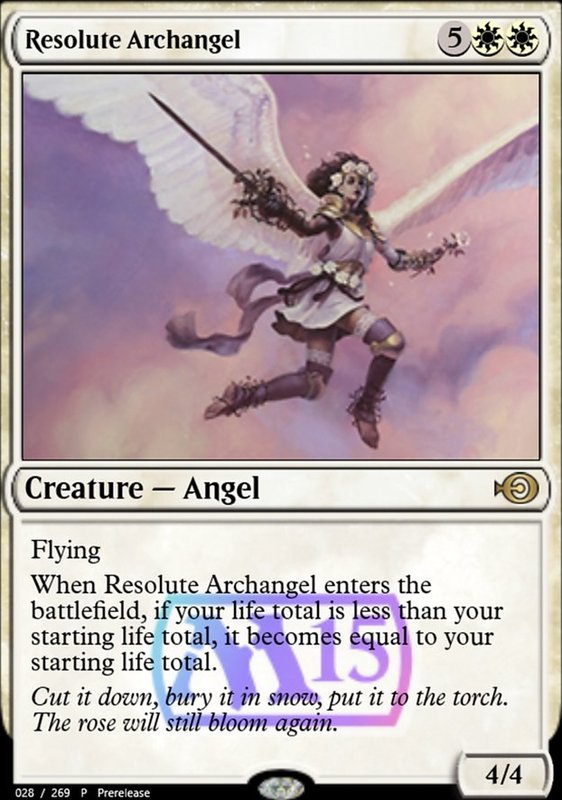 Resolute Archangel 5
Creature — Angel
Flying
When Resolute Archangel enters the
battlefield, if your life total is less than your
starting life total, it becomes equal to your
starting life total.
Cut it down, bury it in snow, put it to the torch.
The rose will still bloom again.
M15
4/4
028 / 269 P Prerelease